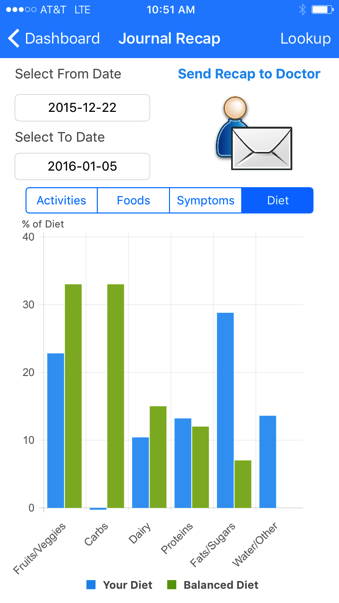 AT&T LTE 10:51 AM
Dashboard Journal Recap Lookup
Select From Date Send Recap to Doctor
2015-12-22
Select To Date
2016-01-05
Activities Foods Symptoms Diet
% of Diet
40
30
20
10
0
Fruits/Veggies Carbs Dairy Proteins Fats/Sugars Water/Other
Your Diet Balanced Diet